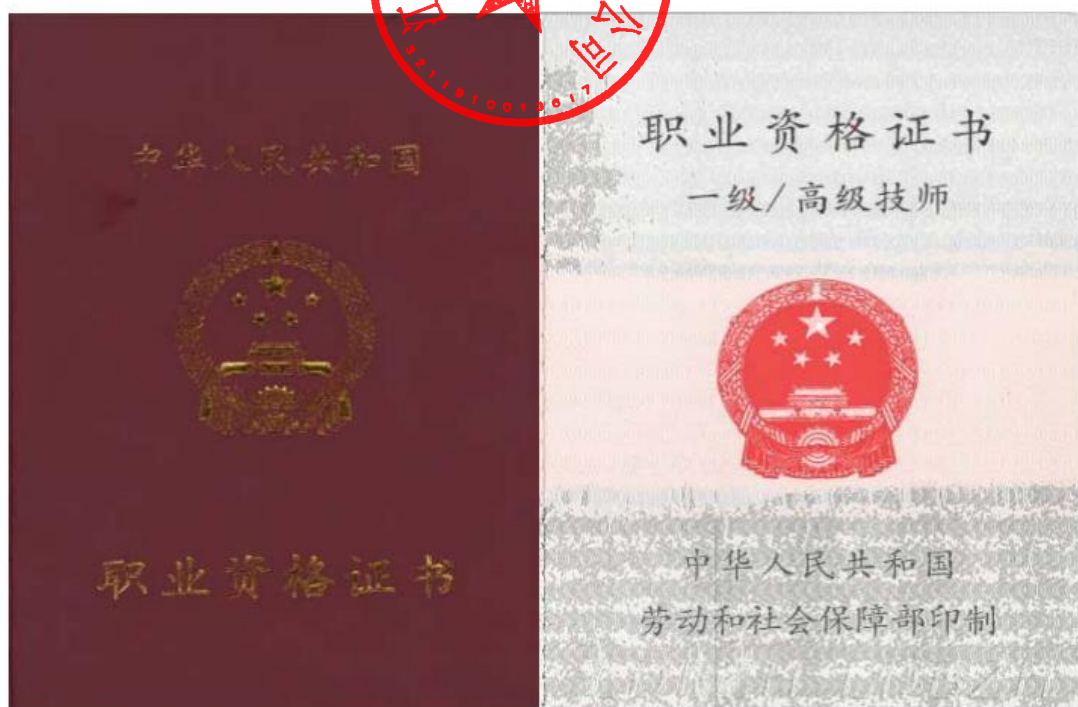 中华人民共和国
职业资格证书
职业资格证书
一级/高级技师
中华人民共和国
劳动和社会保障部印制
公司